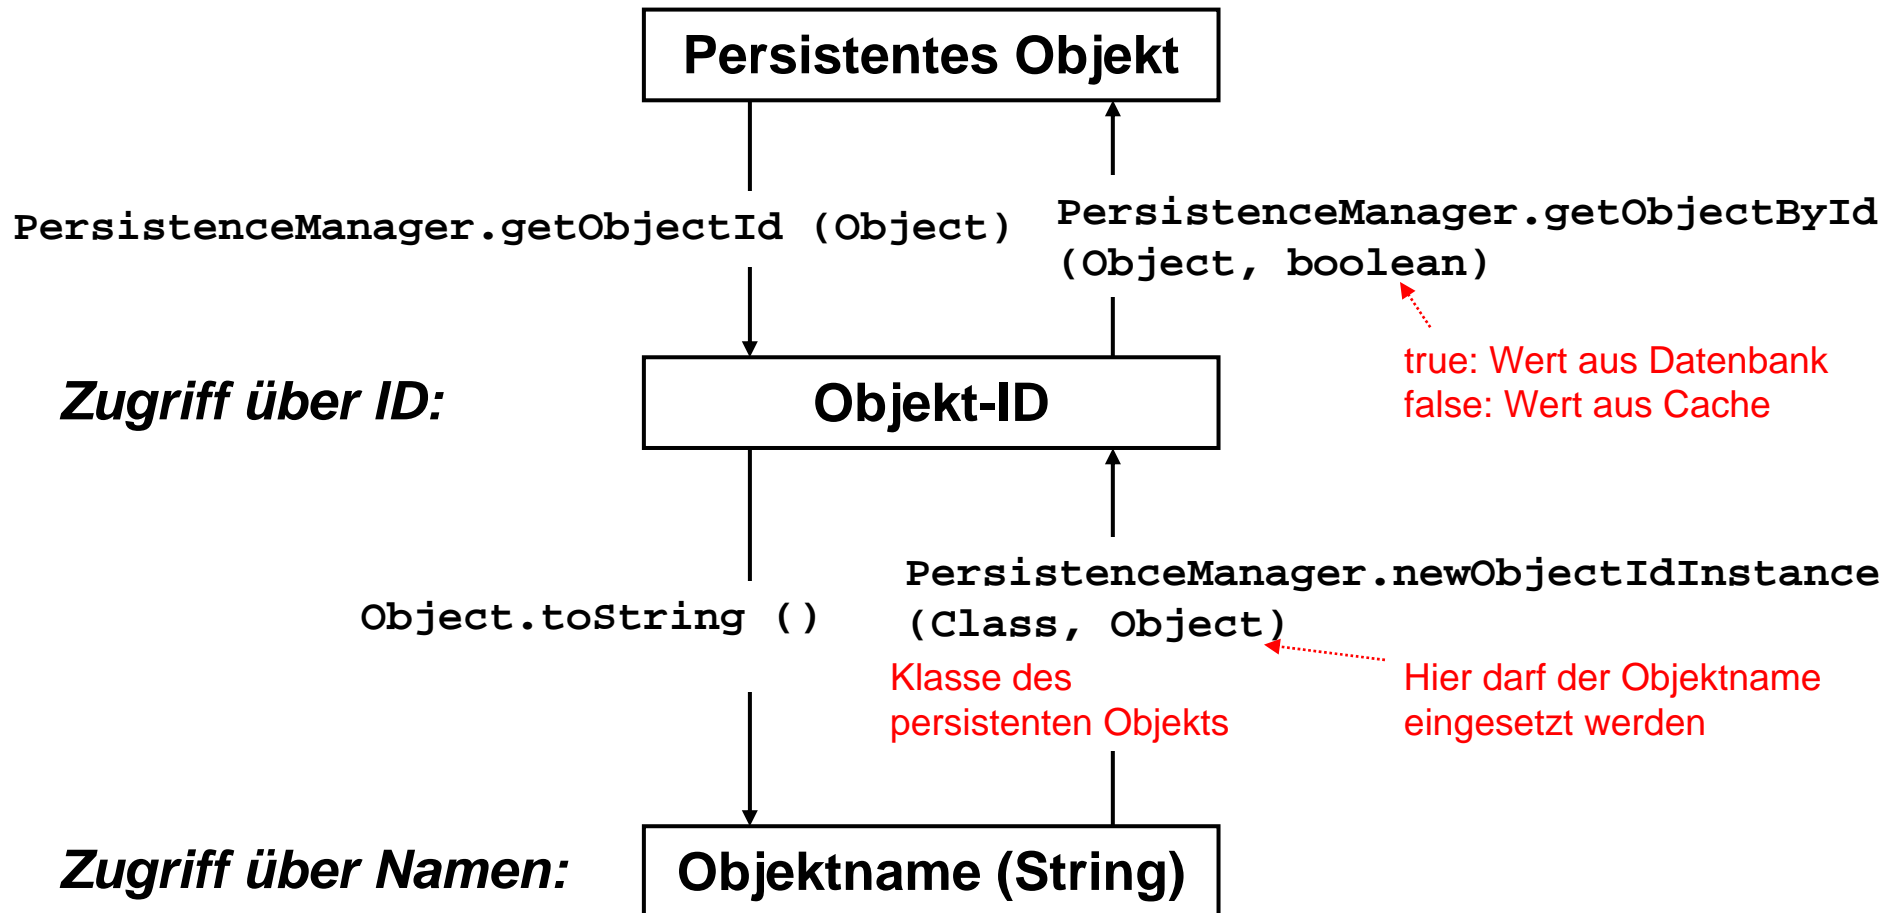 Persistentes Objekt
PersistenceManager.getObjectId (Object)
PersistenceManager.getObjectById
(Object, boolean)
true: Wert aus Datenbank
false: Wert aus Cache
Zugriff über ID:
Objekt-ID
Object.toString ()
PersistenceManager.newObjectIdInstance
(Class, Object)
Klasse des
persistenten Objekts
Hier darf der Objektname
eingesetzt werden
Zugriff über Namen:
Objektname (String)